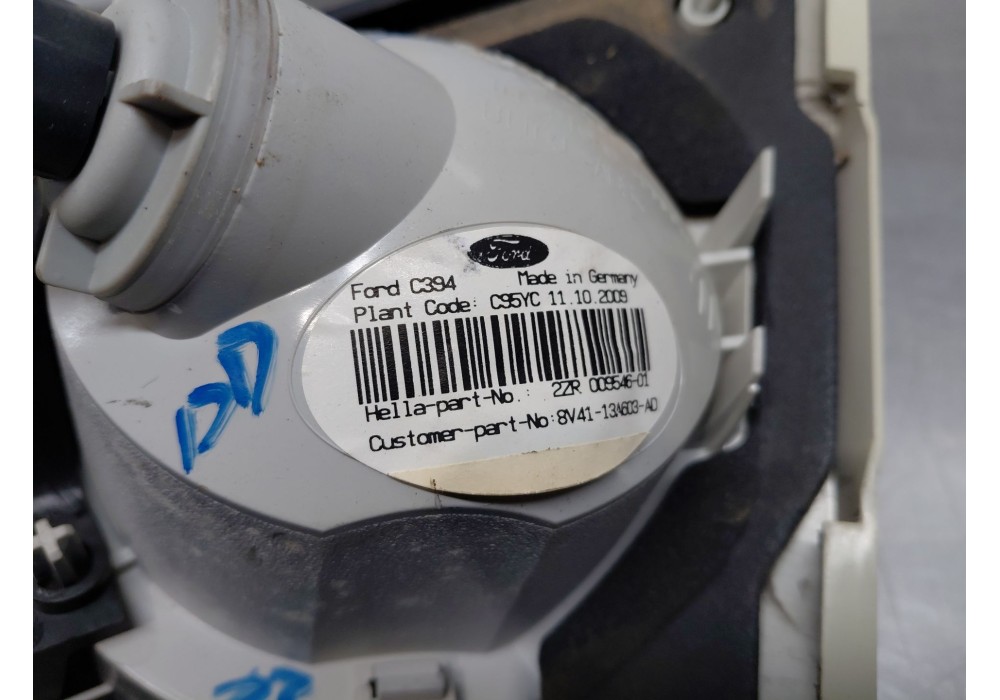 Ford
Ford C394 Made in Germany
Plant Code: C95YC 11.10.2009
Hella-part-No.: 2ZR 009546-01
Customer-part-No: 8V41-13A603-AD
DD
1